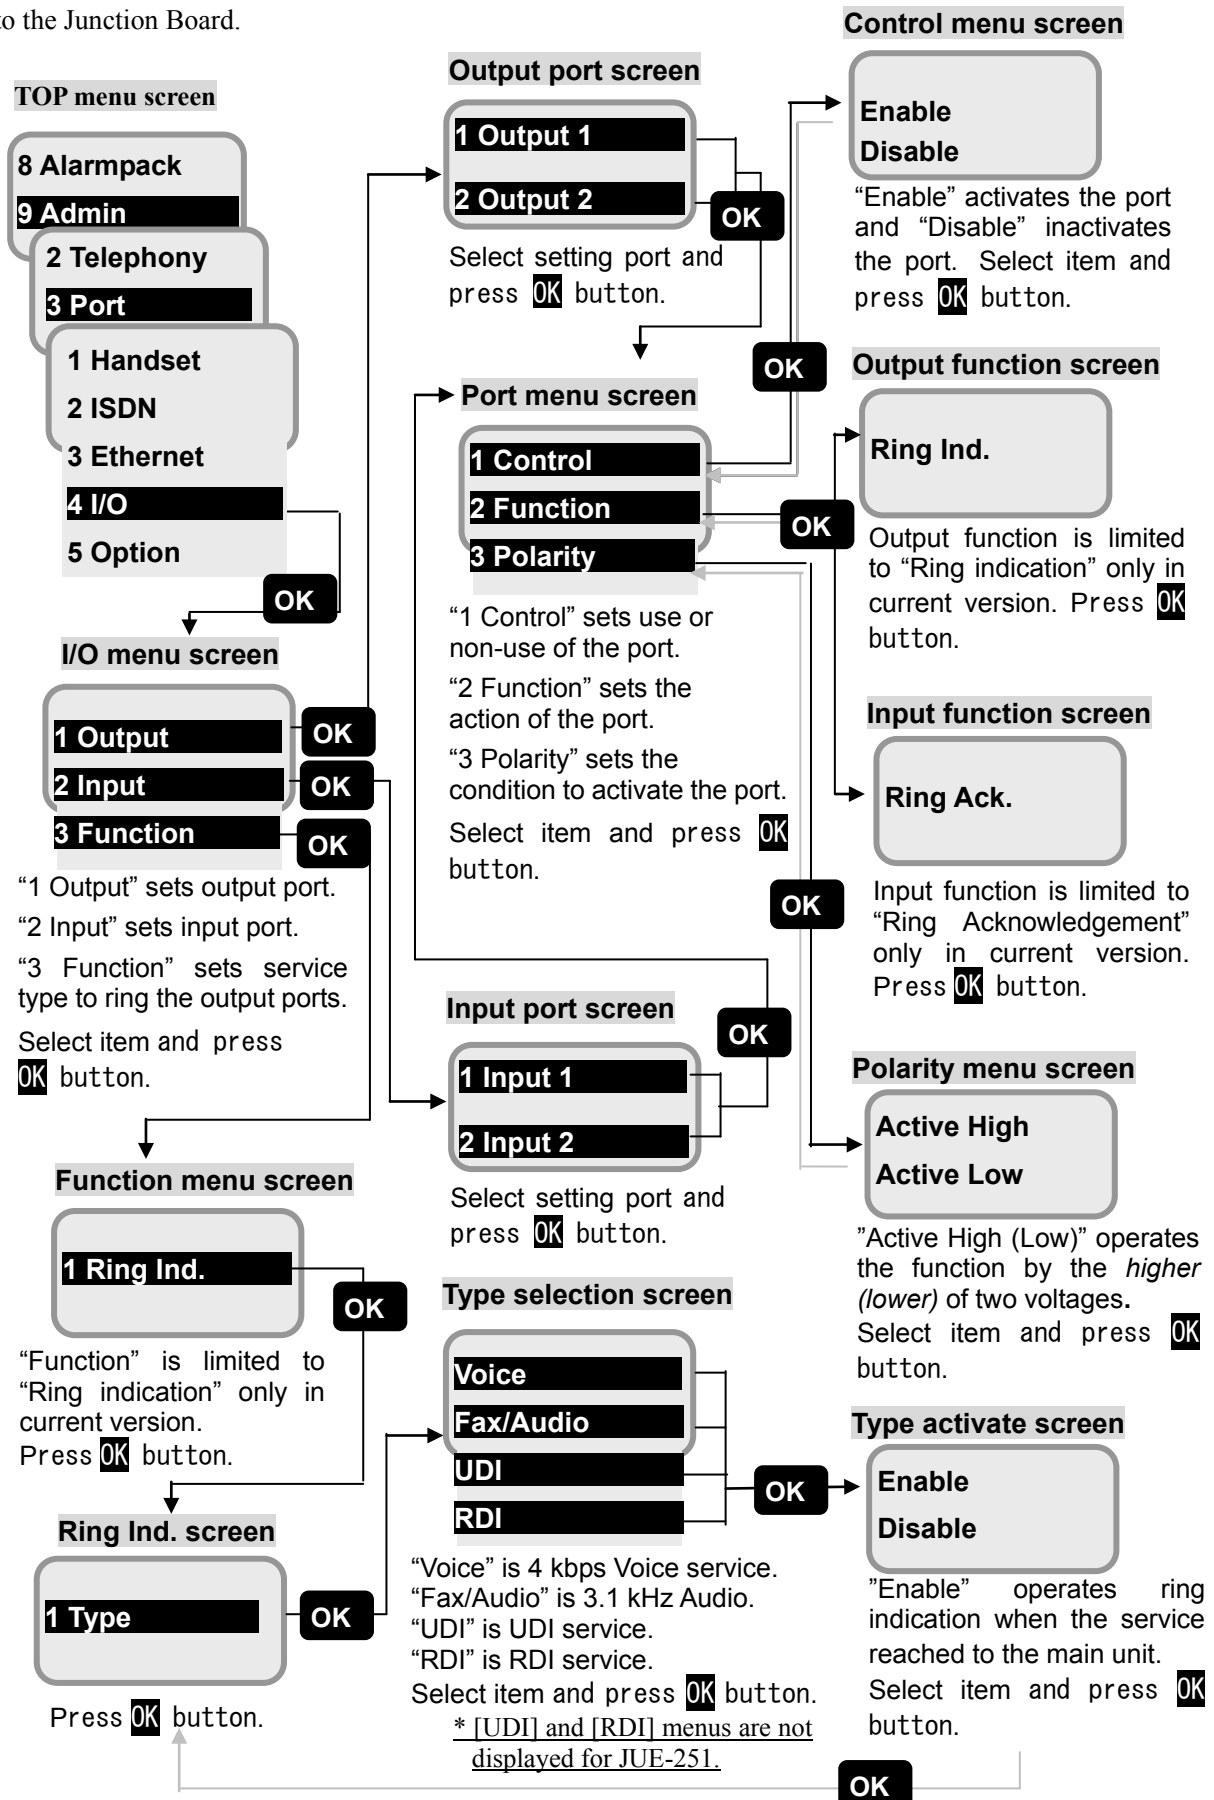 to the Junction Board.
TOP menu screen
8 Alarmpack
9 Admin
2 Telephony
3 Port
1 Handset
2 ISDN
3 Ethernet
4 I/O
5 Option
OK
I/O menu screen
1 Output
OK
2 Input
OK
3 Function
OK
“1 Output” sets output port.
“2 Input” sets input port.
“3 Function” sets service
type to ring the output ports.
Select item and press
OK button.
Function menu screen
1 Ring Ind.
OK
“Function” is limited to
“Ring indication” only in
current version.
Press OK button.
Ring Ind. screen
1 Type
OK
Press OK button.
Output port screen
1 Output 1
2 Output 2
OK
Select setting port and
press OK button.
Port menu screen
1 Control
2 Function
3 Polarity
OK
OK
OK
“1 Control” sets use or
non-use of the port.
“2 Function” sets the
action of the port.
“3 Polarity” sets the
condition to activate the port.
Select item and press OK
button.
Input port screen
OK
1 Input 1
2 Input 2
Select setting port and
press OK button.
Type selection screen
Voice
Fax/Audio
UDI
RDI
OK
“Voice” is 4 kbps Voice service.
“Fax/Audio” is 3.1 kHz Audio.
“UDI” is UDI service.
“RDI” is RDI service.
Select item and press OK button.
* [UDI] and [RDI] menus are not
displayed for JUE-251.
Control menu screen
Enable
Disable
“Enable” activates the port
and “Disable” inactivates
the port. Select item and
press OK button.
Output function screen
Ring Ind.
Output function is limited
to “Ring indication” only in
current version. Press OK
button.
Input function screen
Ring Ack.
Input function is limited to
“Ring Acknowledgement”
only in current version.
Press OK button.
Polarity menu screen
Active High
Active Low
”Active High (Low)” operates
the function by the higher
(lower) of two voltages.
Select item and press OK
button.
Type activate screen
Enable
Disable
”Enable” operates ring
indication when the service
reached to the main unit.
Select item and press OK
button.
OK